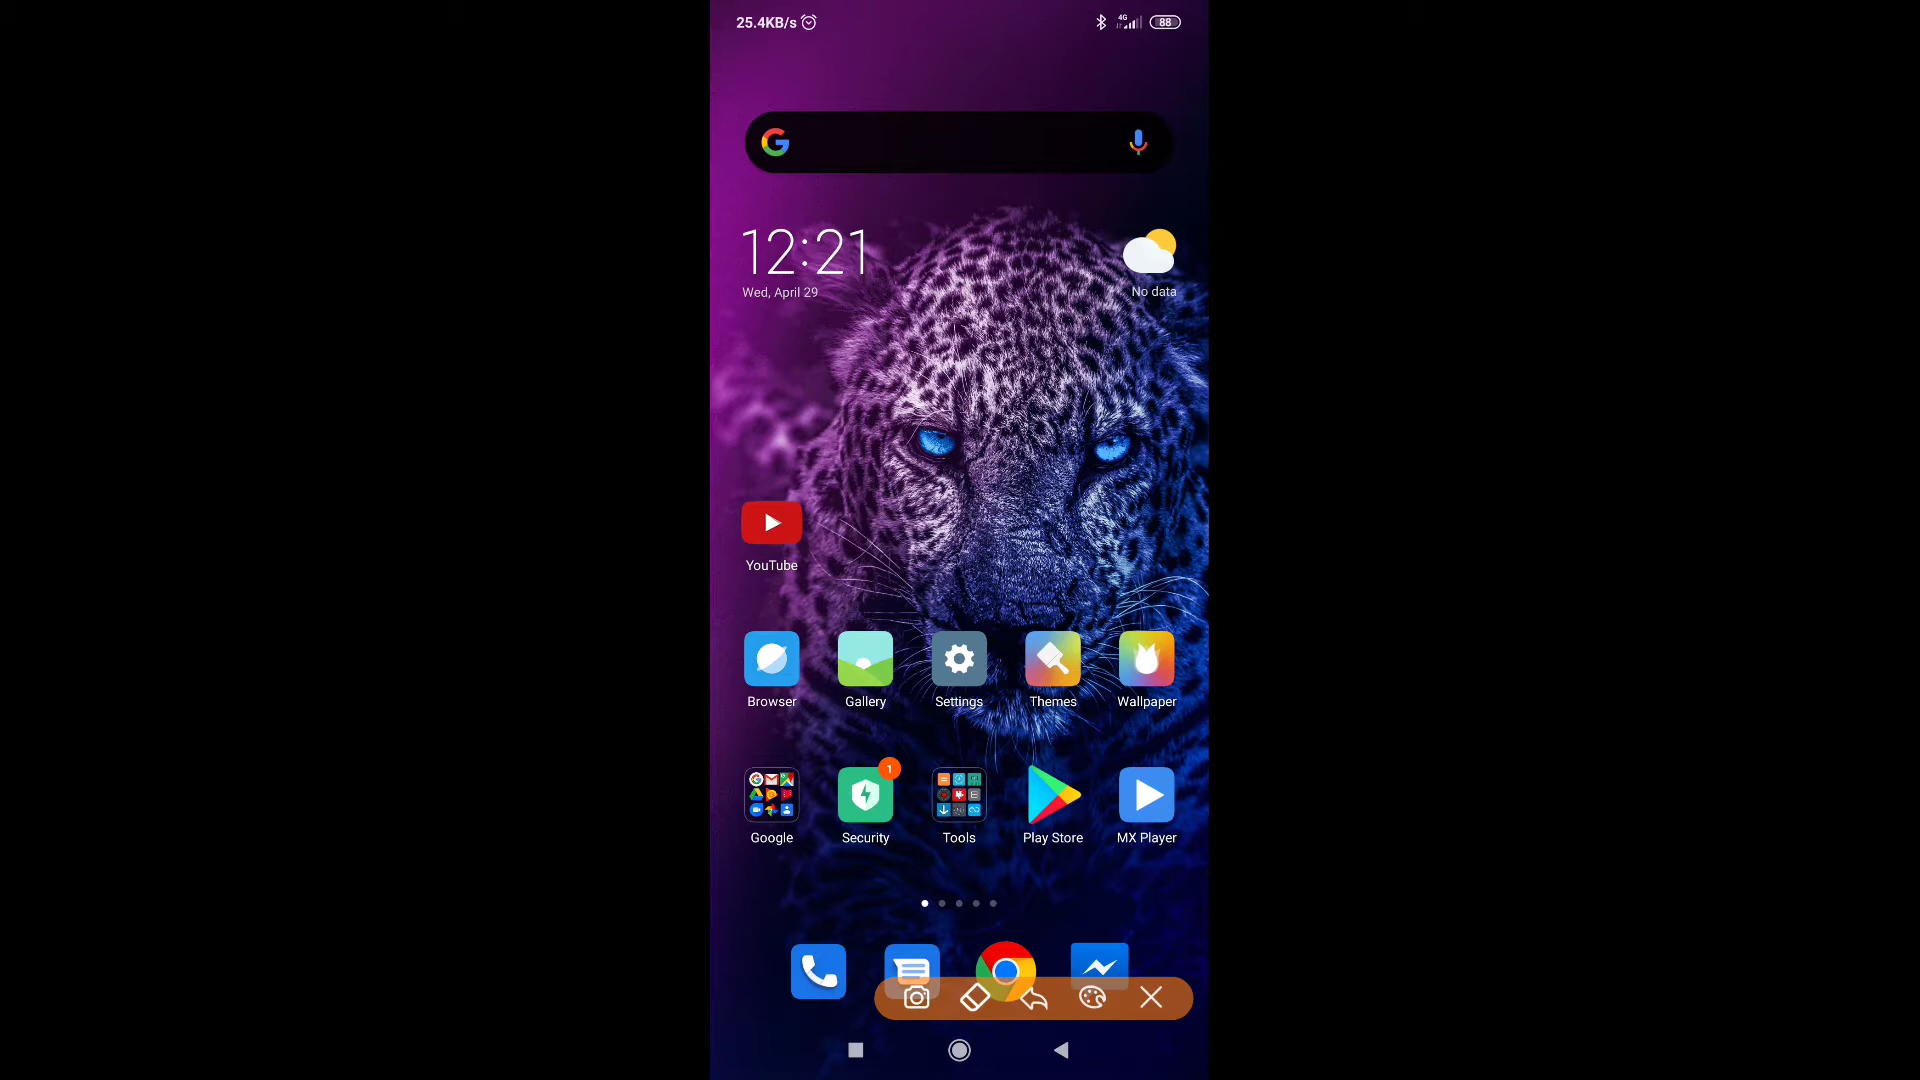 25.4KB/s 4G 88
12:21
Wed, April 29 No data
YouTube
Browser Gallery Settings Themes Wallpaper
1
Google Security Tools Play Store MX Player